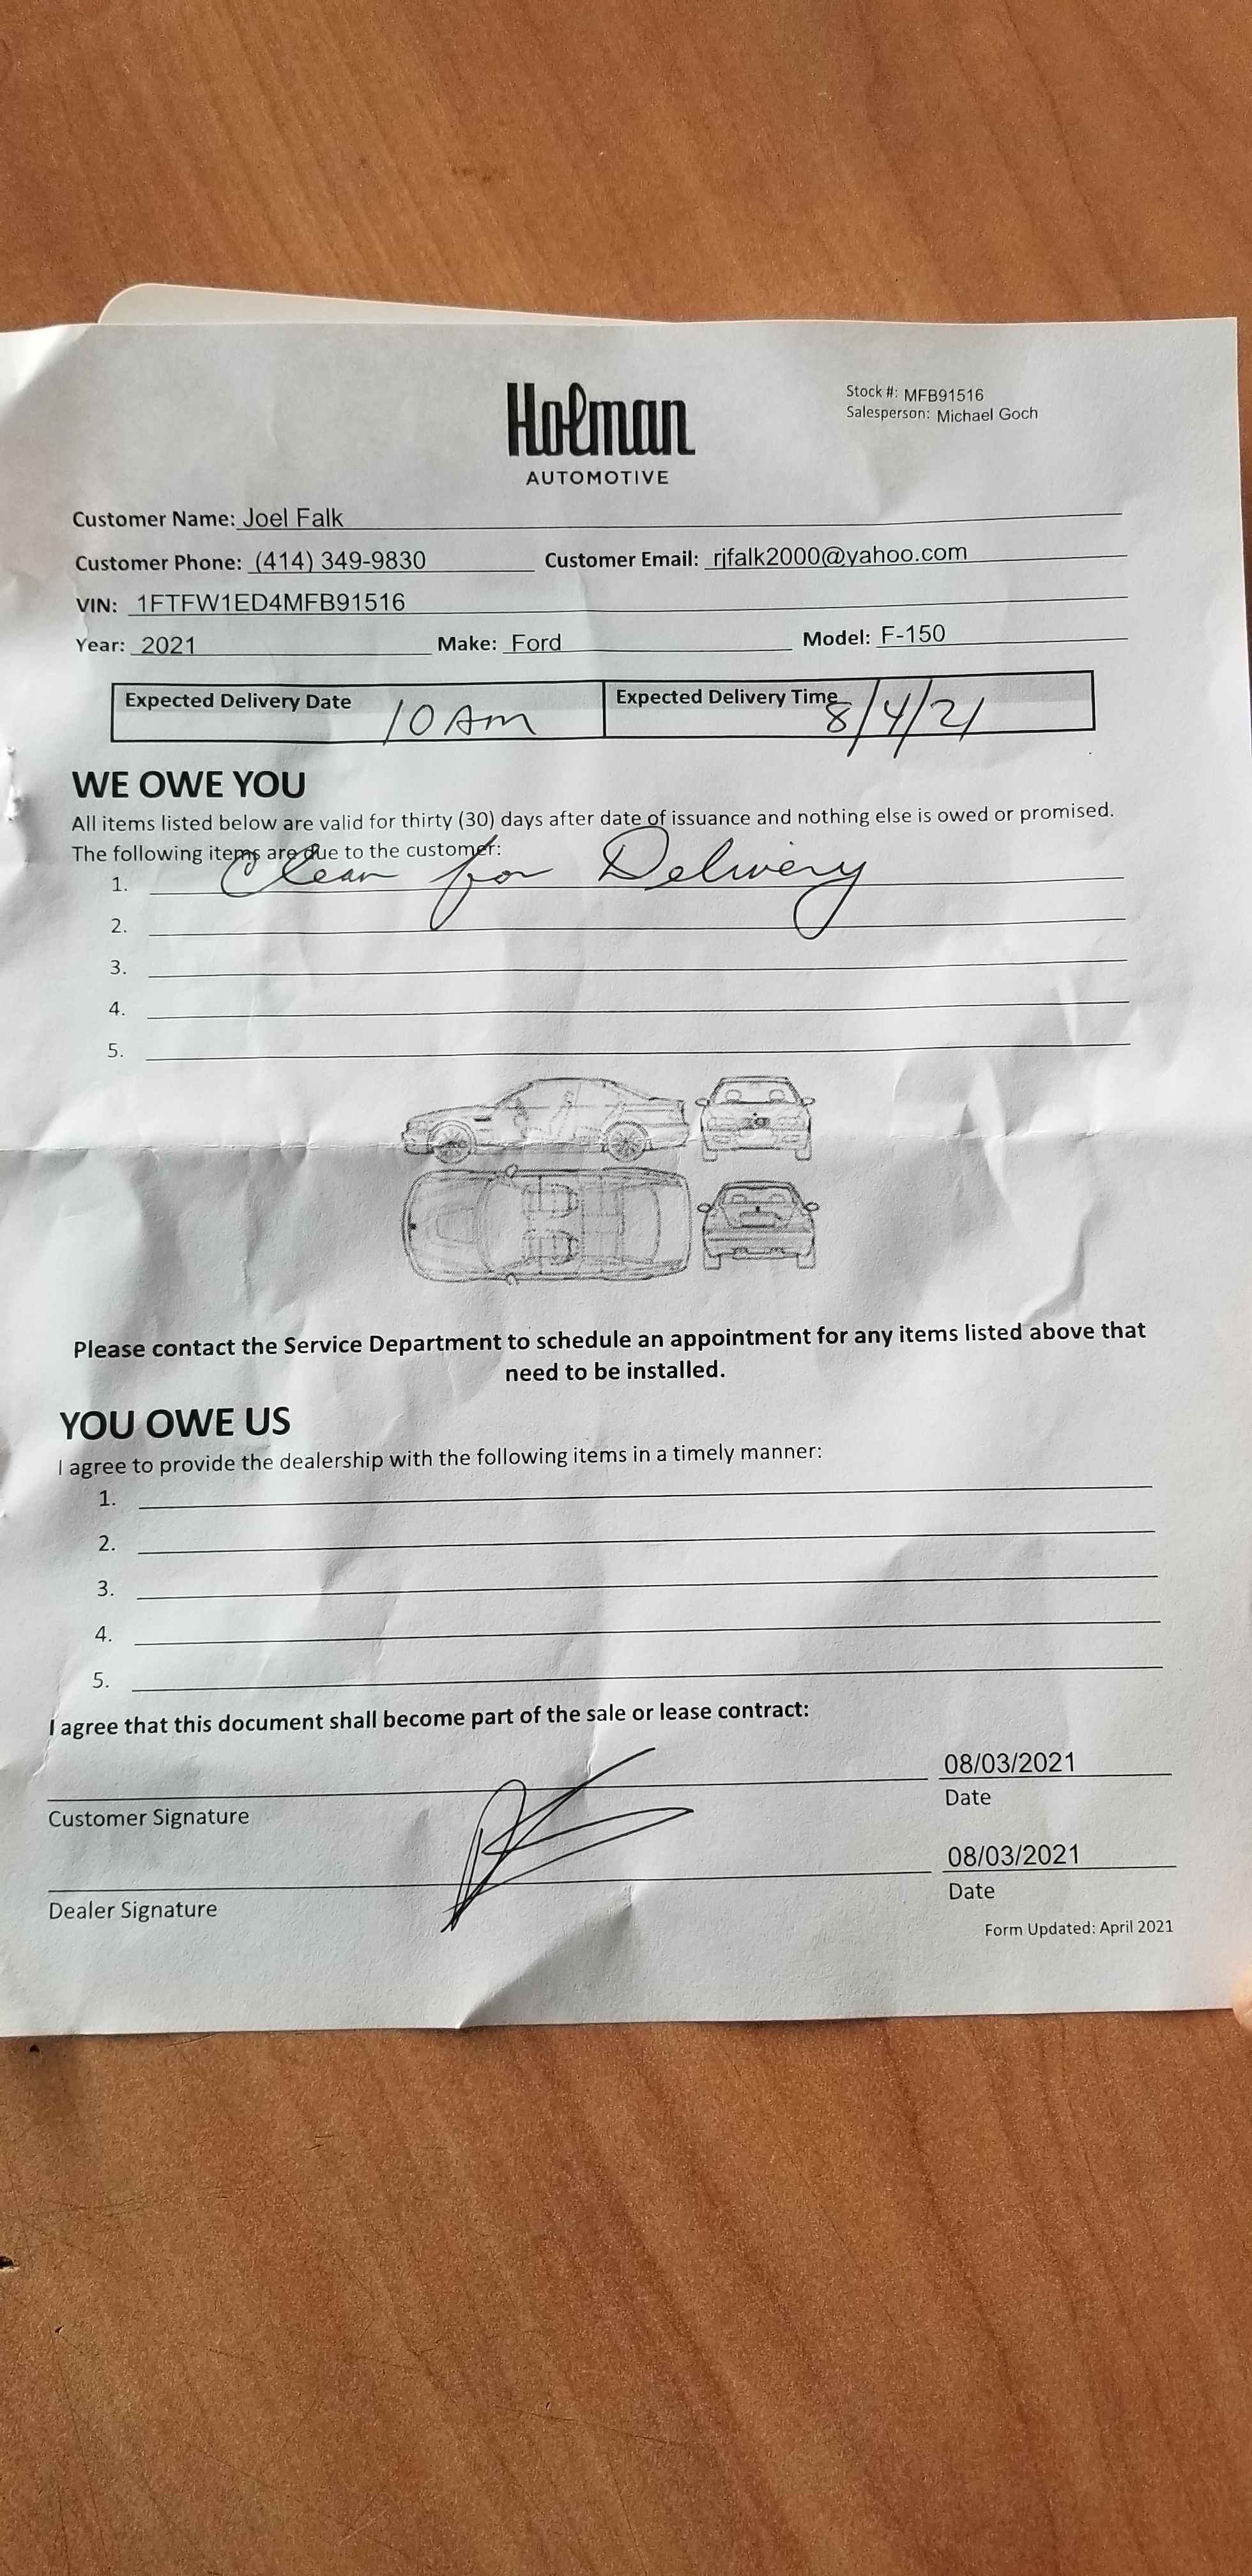 Holman
AUTOMOTIVE
Stock #: MFB91516
Salesperson: Michael Goch
Customer Name: Joel Falk
Customer Phone: (414) 349-9830 Customer Email: rjfalk2000@yahoo.com
VIN: 1FTFW1ED4MFB91516
Year: 2021 Make: Ford Model: F-150
Expected Delivery Date 10 Am Expected Delivery Time 8/4/21
WE OWE YOU
All items listed below are valid for thirty (30) days after date of issuance and nothing else is owed or promised.
The following items are due to the customer:
1. Clean for Delivery
2.
3.
4.
5.
Please contact the Service Department to schedule an appointment for any items listed above that
need to be installed.
YOU OWE US
I agree to provide the dealership with the following items in a timely manner:
1.
2.
3.
4.
5.
I agree that this document shall become part of the sale or lease contract:
08/03/2021
Customer Signature Date
08/03/2021
Dealer Signature Date
Form Updated: April 2021